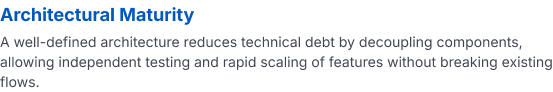 Architectural Maturity
A well-defined architecture reduces technical debt by decoupling components,
allowing independent testing and rapid scaling of features without breaking existing
flows.